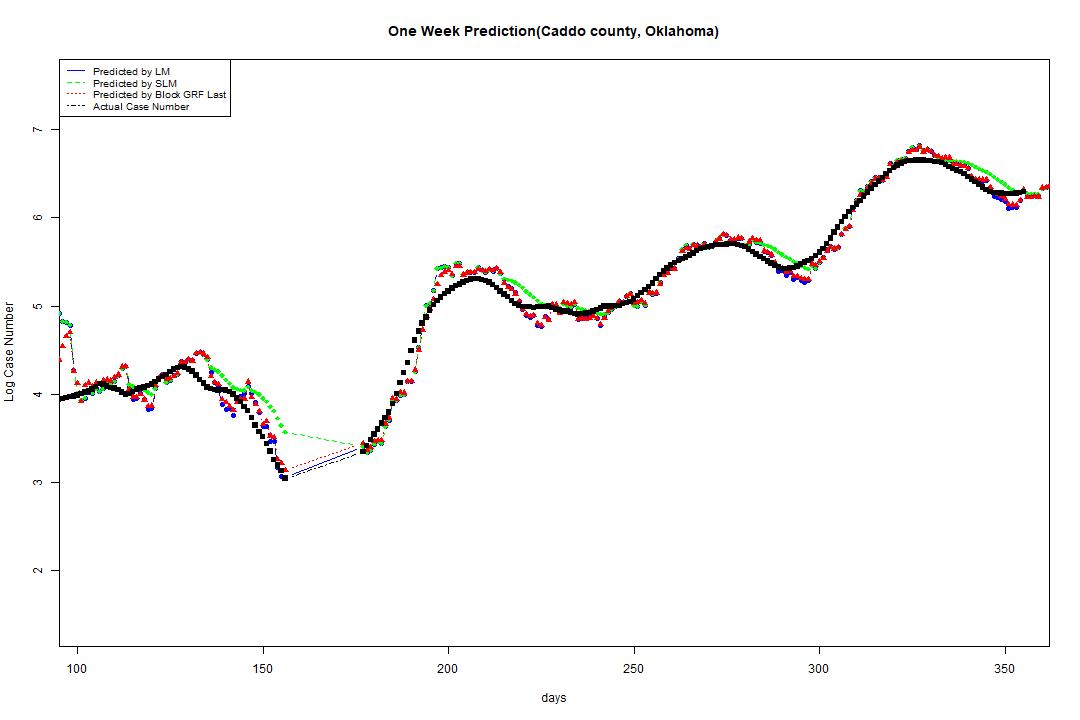 One Week Prediction(Caddo county, Oklahoma)
Predicted by LM
Predicted by SLM
Predicted by Block GRF Last
Actual Case Number
7
6
5
4
3
2
Log Case Number
100 150 200 250 300 350
days